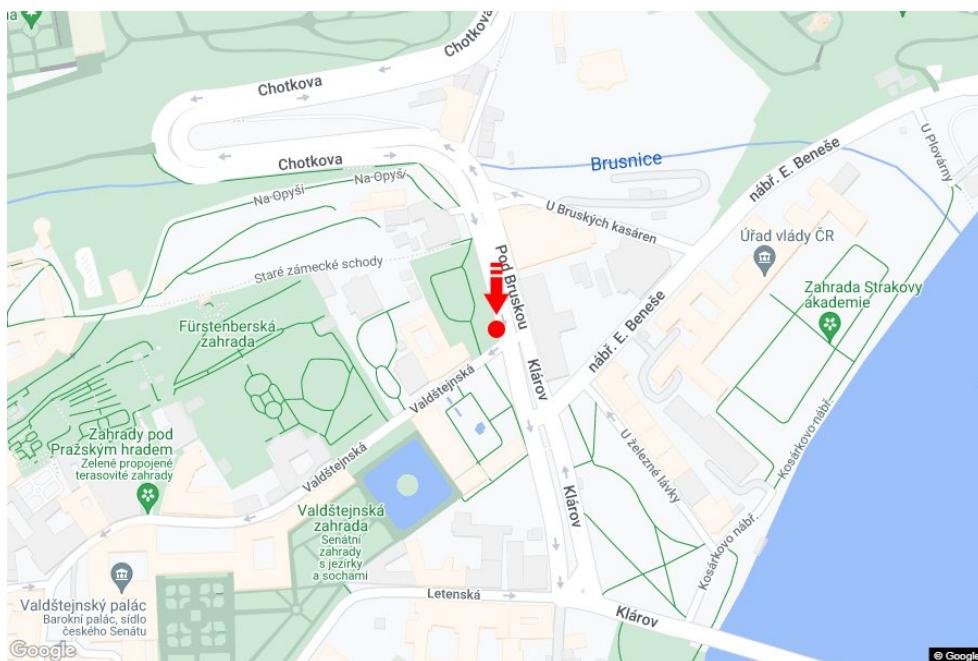 Chotkova
Chotkova
Chotkova
Brusnice
U Plovárny
nábř. E. Beneše
Na Opyši
Na Opyši
U Bruských kasáren
Úřad vlády ČR
Staré zámecké schody
Pod Bruskou
Zahrada Strakovy
akademie
Fürstenberská
zahrada
nábř. E. Beneše
Klárov
Valdštejnská
Kosárkovo nábř.
Zahrady pod
Pražským hradem
Zelené propojené
terasovité zahrady
U železné lávky
Valdštejnská
Valdštejnská
zahrada
Senátní
zahrady
s jezírky
a sochami
Klárov
Kosárkovo nábř.
Valdštejnský palác
Barokní palác, sídlo
českého Senátu
Letenská
Klárov
Google
© Google